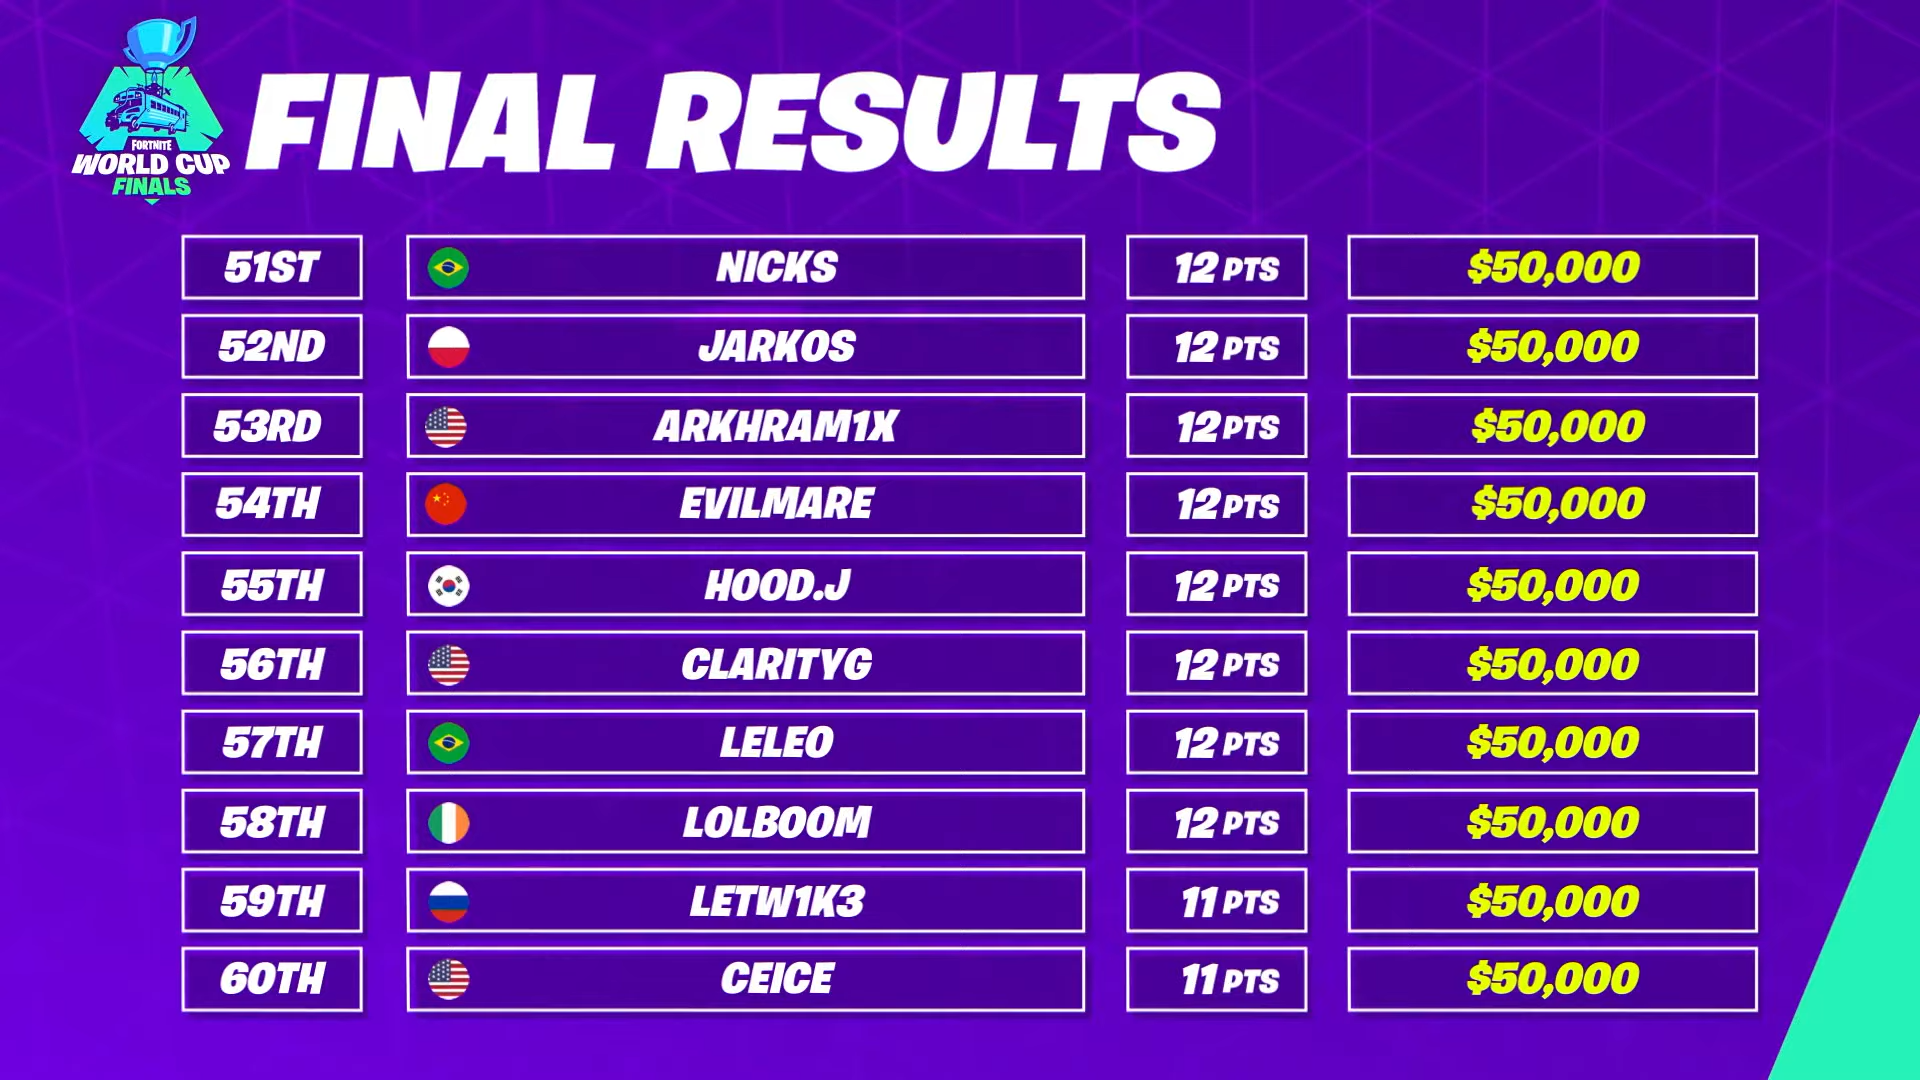 FORTNITE
WORLD CUP
FINALS
FINAL RESULTS
51ST NICKS 12 PTS $50,000
52ND JARKOS 12 PTS $50,000
53RD ARKHRAM1X 12 PTS $50,000
54TH EVILMARE 12 PTS $50,000
55TH HOOD.J 12 PTS $50,000
56TH CLARITYG 12 PTS $50,000
57TH LELEO 12 PTS $50,000
58TH LOLBOOM 12 PTS $50,000
59TH LETW1K3 11 PTS $50,000
60TH CEICE 11 PTS $50,000